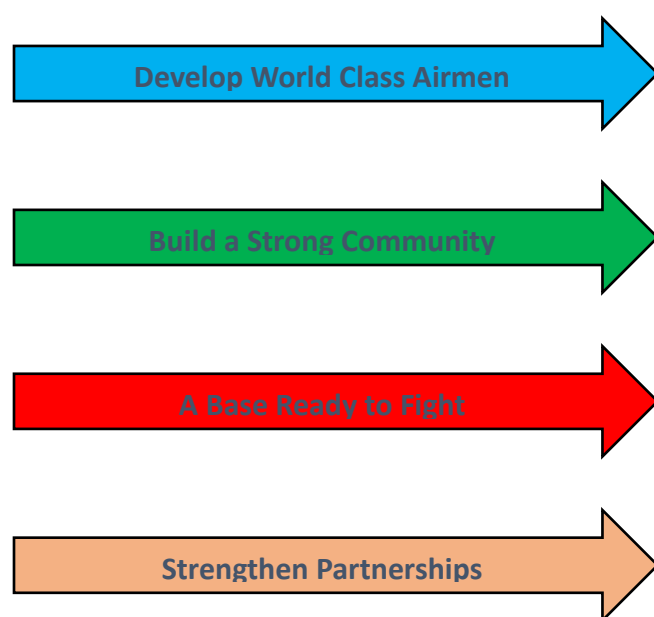 Develop World Class Airmen
Build a Strong Community
A Base Ready to Fight
Strengthen Partnerships